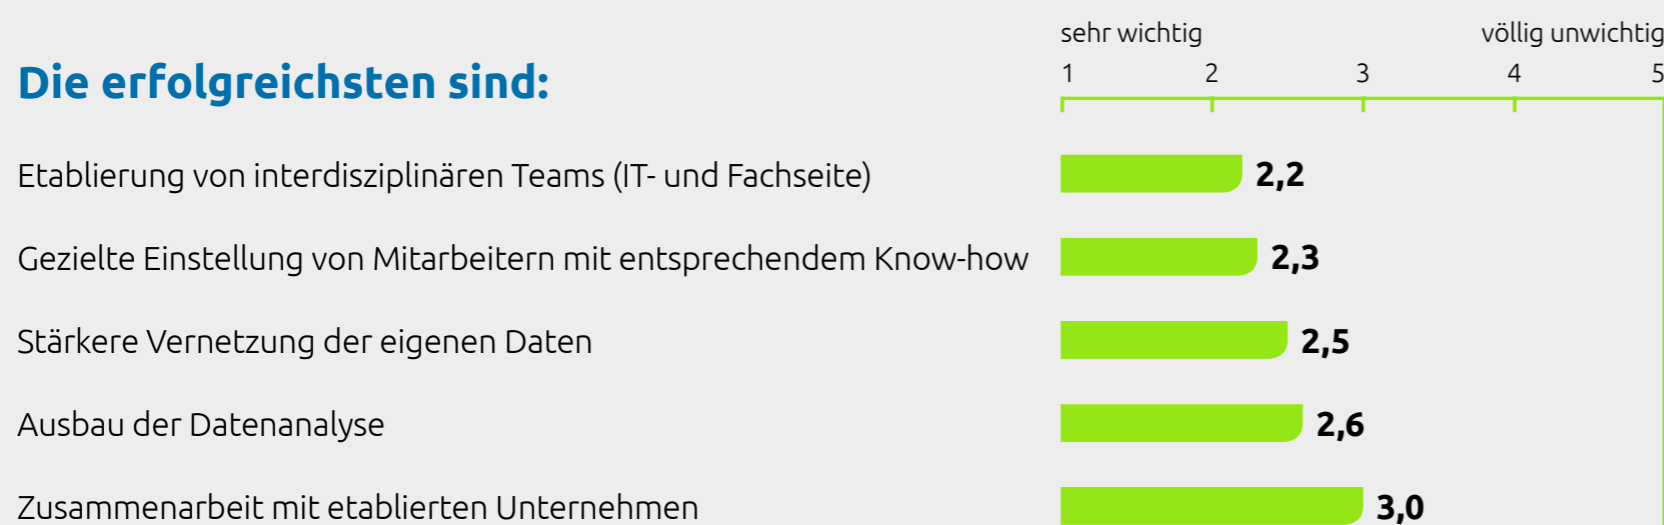 sehr wichtig völlig unwichtig
Die erfolgreichsten sind:
1 2 3 4 5
Etablierung von interdisziplinären Teams (IT- und Fachseite) 2,2
Gezielte Einstellung von Mitarbeitern mit entsprechendem Know-how 2,3
Stärkere Vernetzung der eigenen Daten 2,5
Ausbau der Datenanalyse 2,6
Zusammenarbeit mit etablierten Unternehmen 3,0